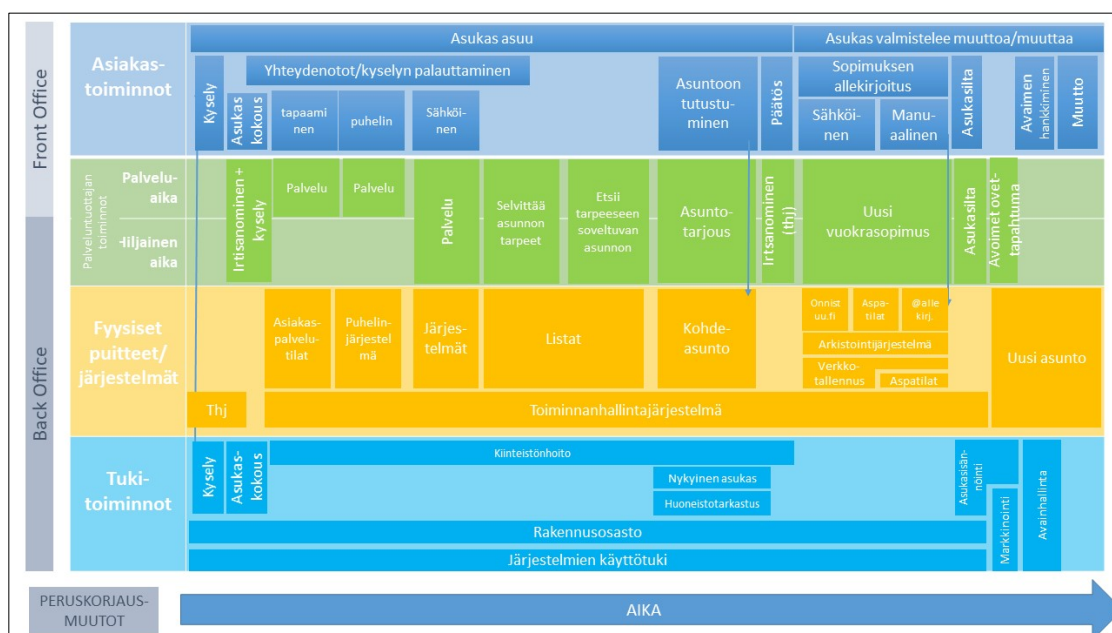 Front Office
Back Office
Asiakas-
toiminnot
Asukas asuu
Asukas valmistelee muuttoa/muuttaa
Kysely
Asukas
kokous
Yhteydenotot/kyselyn palauttaminen
tapaami
nen
puhelin
Sähköi-
nen
Asuntoon
tutustu-
minen
Päätös
Sopimuksen
allekirjoitus
Sähköi-
nen
Manu-
aalinen
Asukasilta
Avaimen
hankkiminen
Muutto
Palveluntuottajan
toiminnot
Palvelu-
aika
Hiljainen
aika
Irtisanominen +
kysely
Palvelu
Palvelu
Palvelu
Selvittää
asunnon
tarpeet
Etsii
tarpeeseen
soveltuvan
asunnon
Asunto-
tarjous
Irtsanominen
(thj)
Uusi
vuokrasopimus
Asukasilta
Avoimet ovet-
tapahtuma
Fyysiset
puitteet/
järjestelmät
Asiakas-
palvelu-
tilat
Puhelin-
järjestel
mä
Järjes-
telmät
Listat
Kohde-
asunto
Onnist
uu.fi
Aspa-
tilat
@alle
kirj.
Arkistointijärjestelmä
Verkko-
tallennus
Aspatilat
Uusi asunto
Thj
Toiminnanhallintajärjestelmä
Tuki-
toiminnot
Kysely
Asukas-
kokous
Kiinteistönhoito
Nykyinen asukas
Huoneistotarkastus
Asukasisän-
nöinti
Markkinointi
Avainhallinta
Rakennusosasto
Järjestelmien käyttötuki
PERUSKORJAUS-
MUUTOT
AIKA